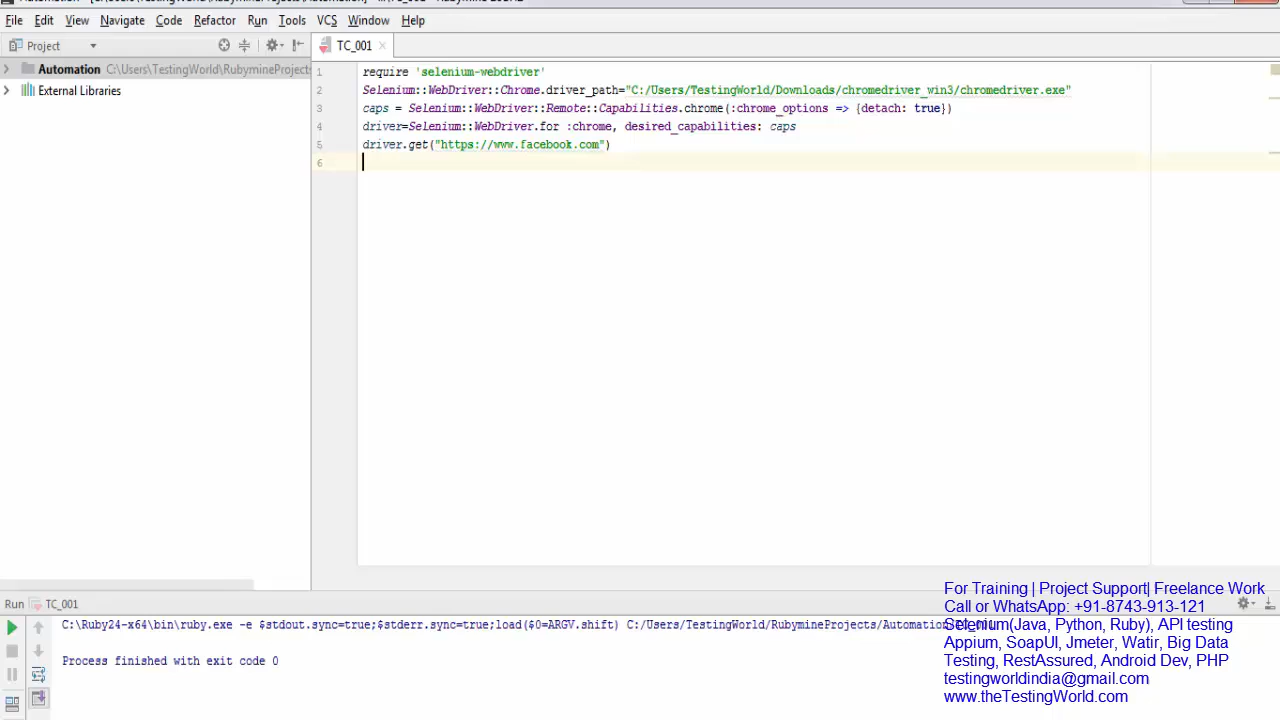 File Edit View Navigate Code Refactor Run Tools VCS Window Help
Project
TC_001
Automation C:\Users\TestingWorld\RubymineProjects
External Libraries
1 require 'selenium-webdriver'
2 Selenium::WebDriver::Chrome.driver_path="C:/Users/TestingWorld/Downloads/chromedriver_win3/chromedriver.exe"
3 caps = Selenium::WebDriver::Remote::Capabilities.chrome(:chrome_options => {detach: true})
4 driver=Selenium::WebDriver.for :chrome, desired_capabilities: caps
5 driver.get("https://www.facebook.com")
6
Run TC_001
C:\Ruby24-x64\bin\ruby.exe -e $stdout.sync=true;$stderr.sync=true;load($0=ARGV.shift) C:/Users/TestingWorld/RubymineProjects/Automation
Process finished with exit code 0
For Training | Project Support| Freelance Work
Call or WhatsApp: +91-8743-913-121
Selenium(Java, Python, Ruby), API testing
Appium, SoapUI, Jmeter, Watir, Big Data
Testing, RestAssured, Android Dev, PHP
testingworldindia@gmail.com
www.theTestingWorld.com